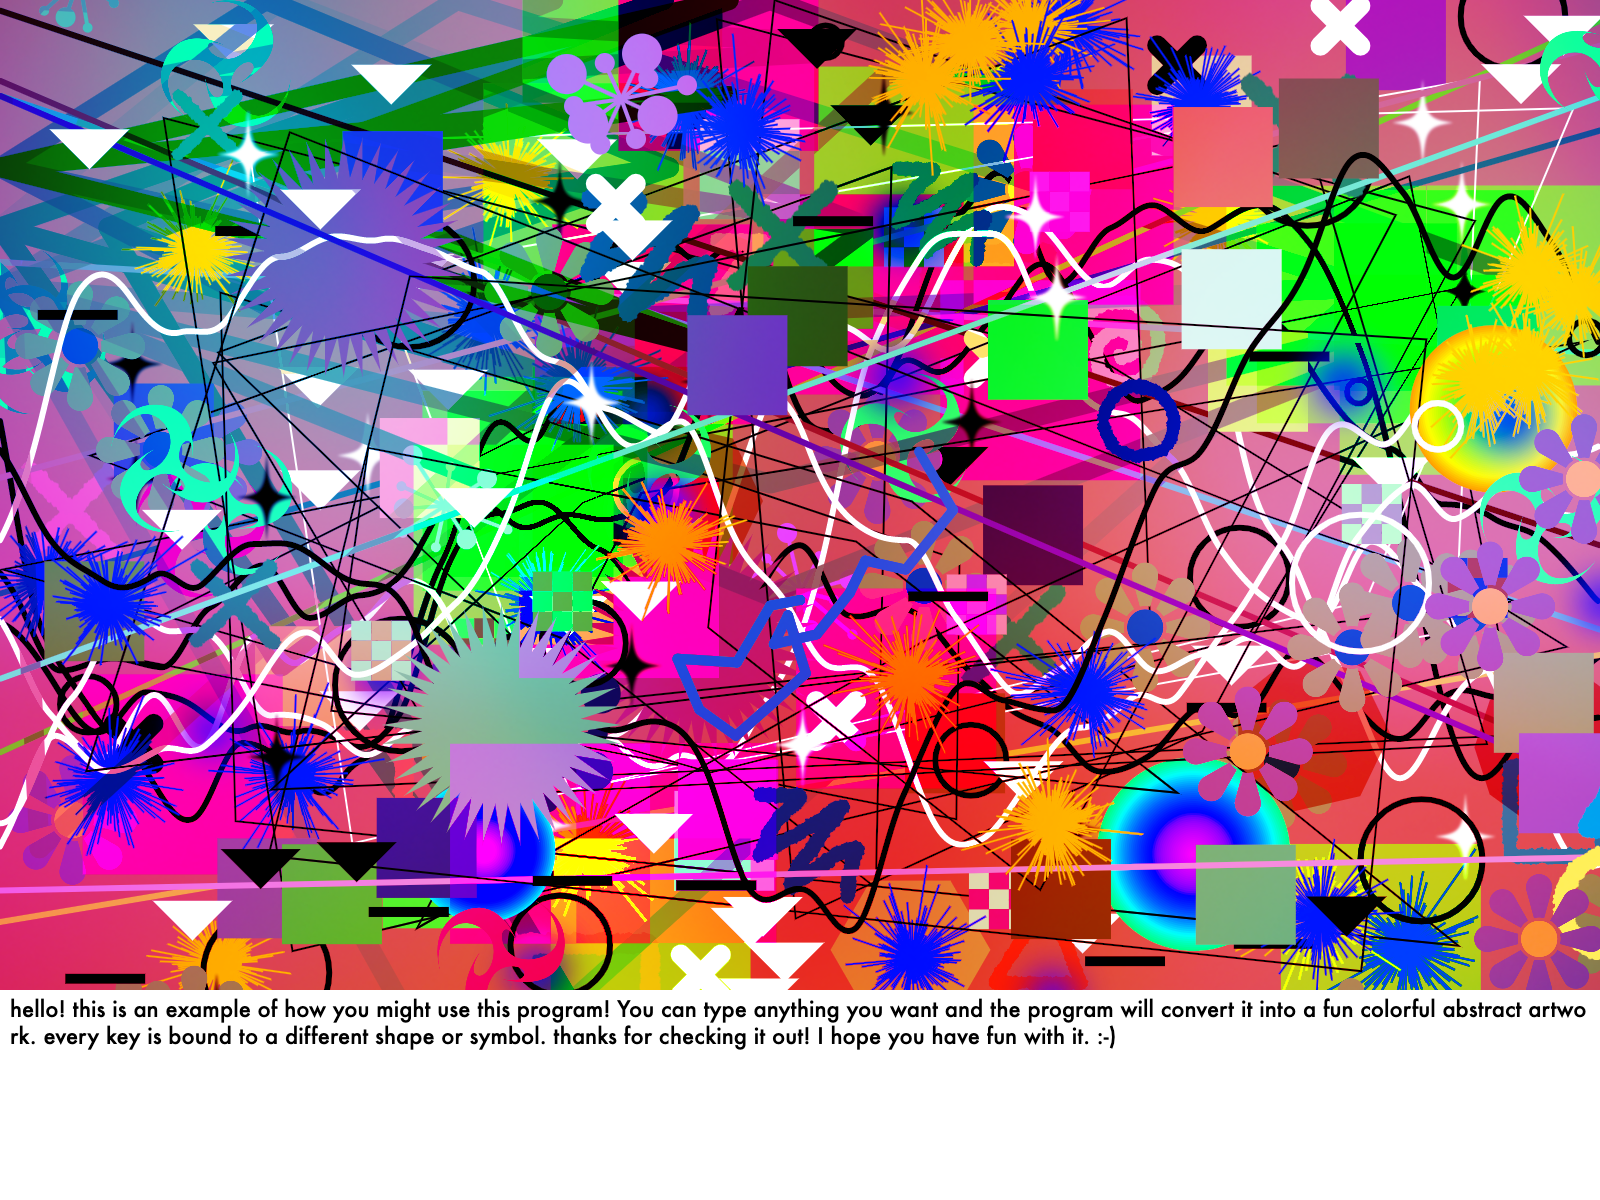 hello! this is an example of how you might use this program! You can type anything you want and the program will convert it into a fun colorful abstract artwo
rk. every key is bound to a different shape or symbol. thanks for checking it out! I hope you have fun with it. :-)